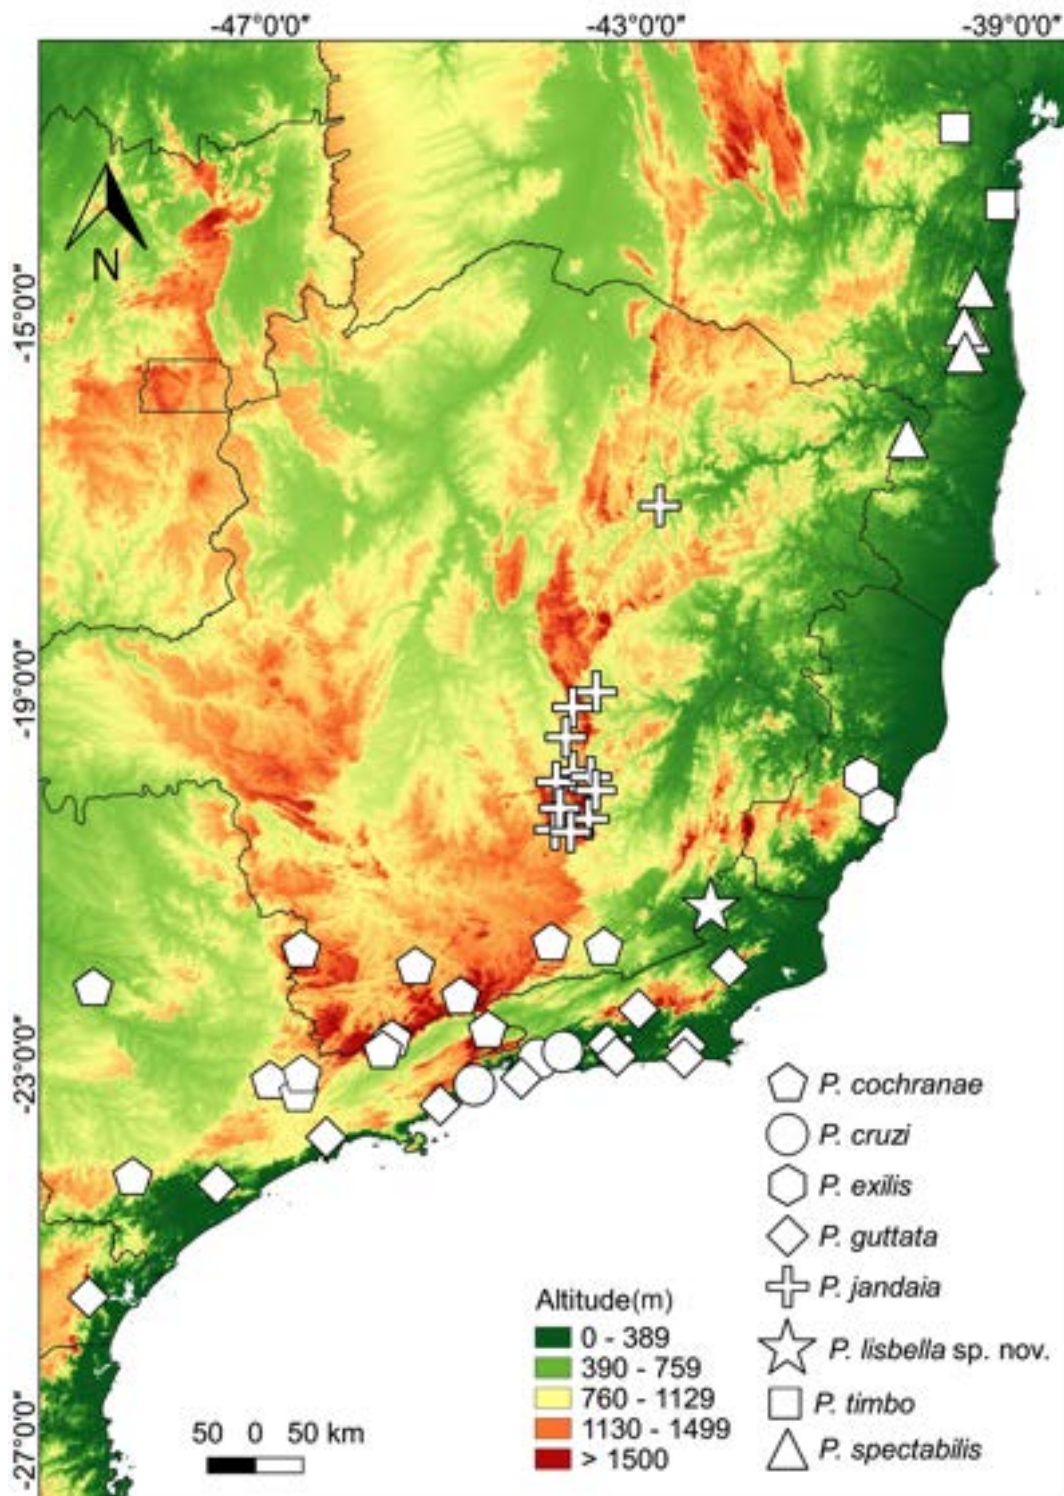 -47°0'0" -43°0'0" -39°0'0"
-15°0'0"
-19°0'0"
-23°0'0"
-27°0'0"
N
P. cochranae
P. cruzi
P. exilis
P. guttata
P. jandaia
P. lisbella sp. nov.
P. timbo
P. spectabilis
Altitude(m)
0 - 389
390 - 759
760 - 1129
1130 - 1499
> 1500
50 0 50 km